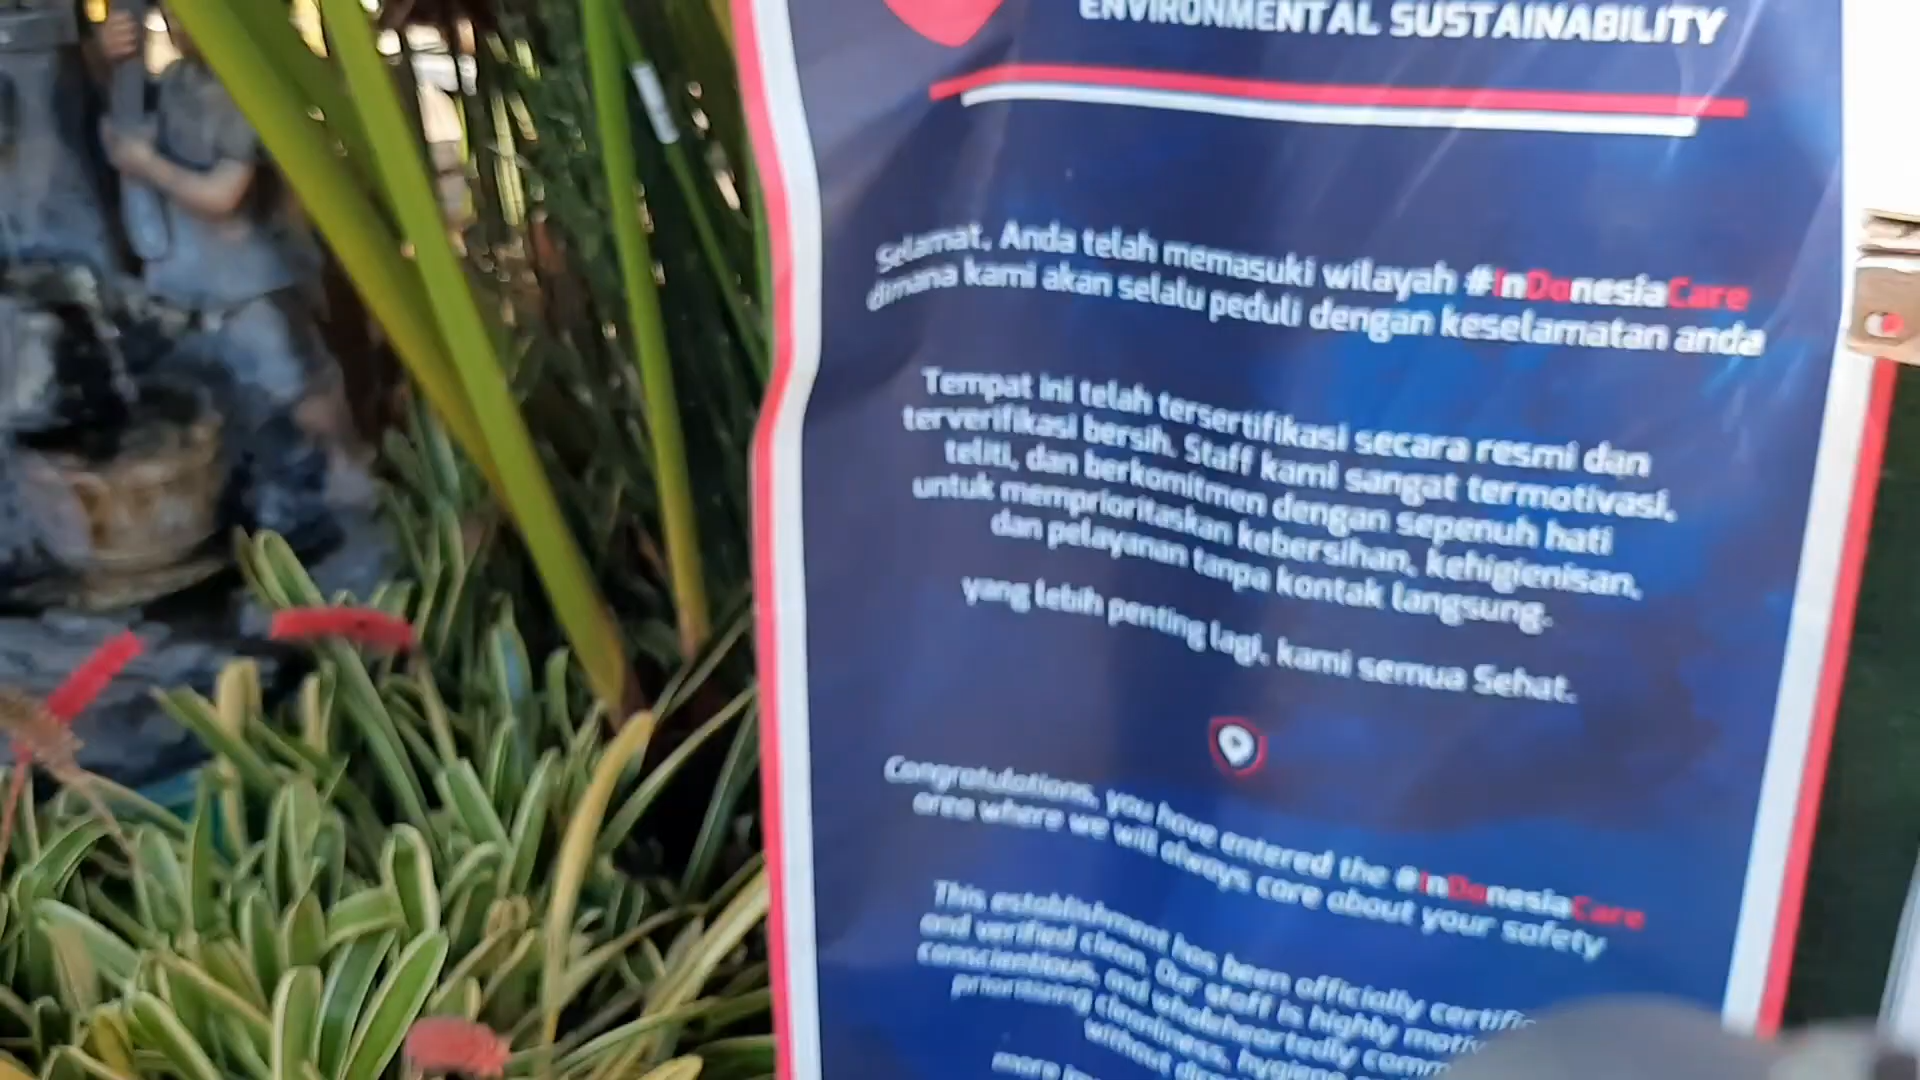 ENVIRONMENTAL SUSTAINABILITY
Selamat, Anda telah memasuki wilayah #InDonesiaCare
dimana kami akan selalu peduli dengan keselamatan anda
Tempat ini telah tersertifikasi secara resmi dan
terverifikasi bersih. Staff kami sangat termotivasi,
teliti, dan berkomitmen dengan sepenuh hati
untuk memprioritaskan kebersihan, kehigienisan,
dan pelayanan tanpa kontak langsung.
yang lebih penting lagi, kami semua Sehat.
Congratulations, you have entered the #InDonesiaCare
area where we will always care about your safety
This establishment has been officially
and verified clean. Our staff is highly
conscientious, and wholeheartedly
prioritizing cleanliness, hygiene
without
more